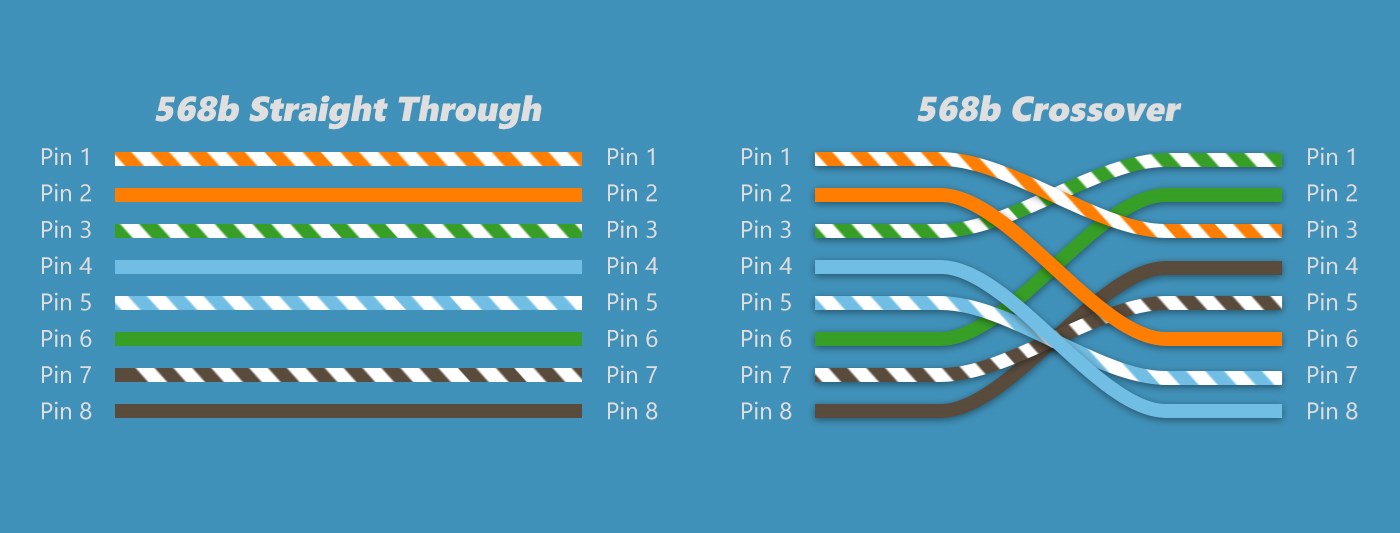 568b Straight Through
Pin 1 Pin 1
Pin 2 Pin 2
Pin 3 Pin 3
Pin 4 Pin 4
Pin 5 Pin 5
Pin 6 Pin 6
Pin 7 Pin 7
Pin 8 Pin 8
568b Crossover
Pin 1 Pin 1
Pin 2 Pin 2
Pin 3 Pin 3
Pin 4 Pin 4
Pin 5 Pin 5
Pin 6 Pin 6
Pin 7 Pin 7
Pin 8 Pin 8